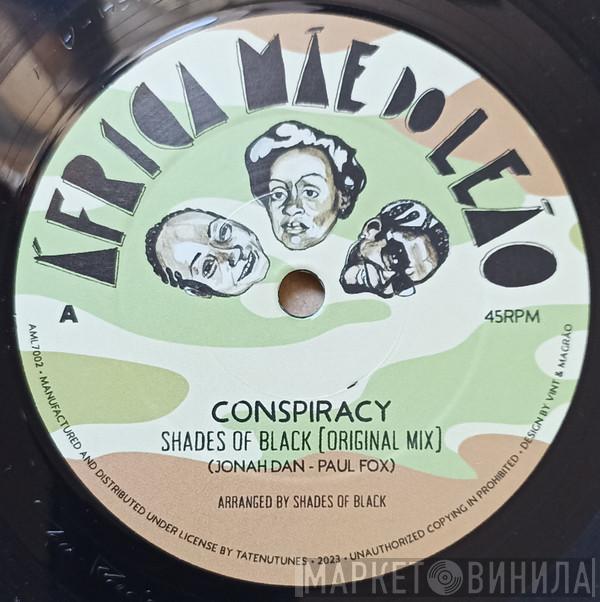 ÁFRICA MÃE DO LEÃO
A
45RPM
CONSPIRACY
SHADES OF BLACK [ORIGINAL MIX]
(JONAH DAN - PAUL FOX)
ARRANGED BY SHADES OF BLACK
AML7002 • MANUFACTURED AND DISTRIBUTED UNDER LICENSE BY TATENUTUNES • 2023 • UNAUTHORIZED COPYING IN PROHIBITED • DESIGN BY VINT & MAGRÃO
МАРКЕТ ВИНИЛА